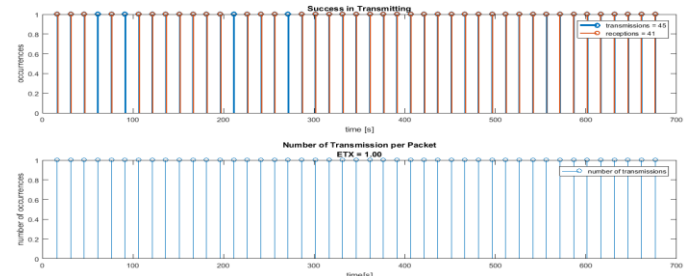 Success in Transmitting
1
0.8
0.6
0.4
0.2
0
occurrences
transmissions = 45
receptions = 41
0 100 200 300 400 500 600 700
time [s]
Number of Transmission per Packet
ETX = 1.00
1
0.8
0.6
0.4
0.2
0
number of occurrences
number of transmissions
0 100 200 300 400 500 600 700
time[s]